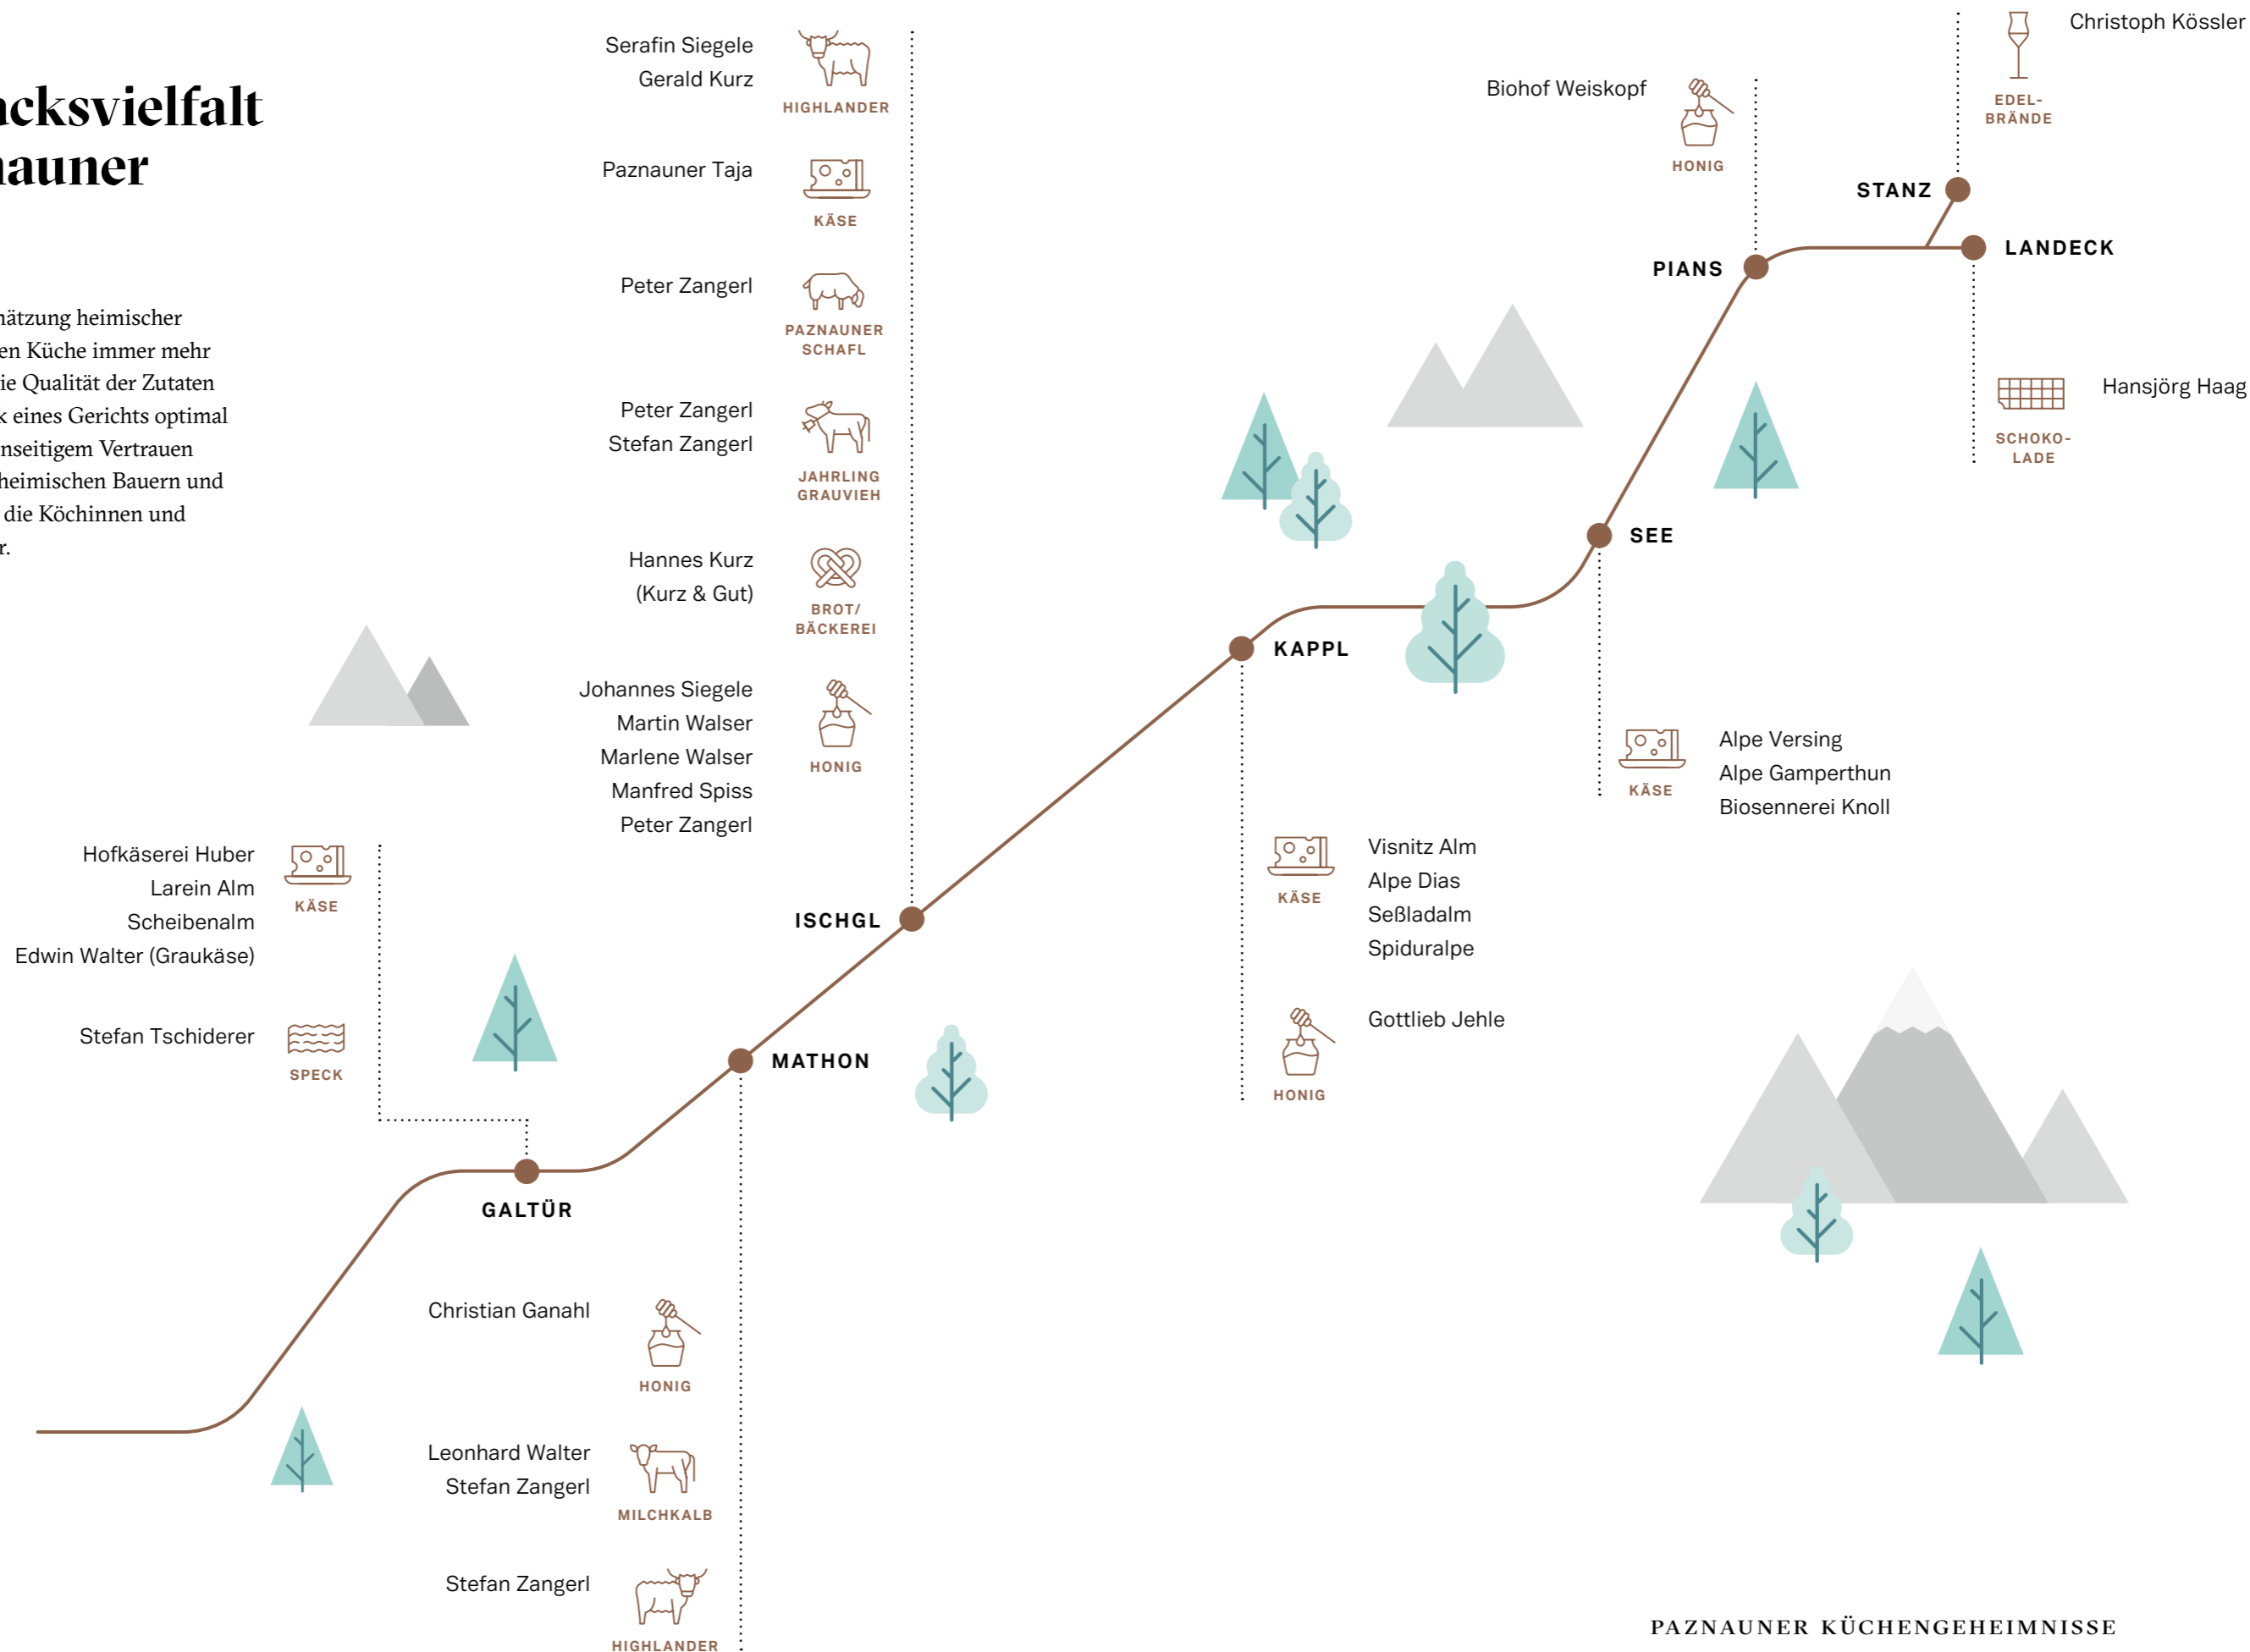 Serafin Siegele
Gerald Kurz
HIGHLANDER
Paznauner Taja
KÄSE
Peter Zangerl
PAZNAUNER
SCHAFL
Peter Zangerl
Stefan Zangerl
JAHRLING
GRAUVIEH
Hannes Kurz
(Kurz & Gut)
BROT/
BÄCKEREI
Johannes Siegele
Martin Walser
Marlene Walser
Manfred Spiss
Peter Zangerl
HONIG
ISCHGL
Christoph Kössler
EDEL-
BRÄNDE
STANZ
Biohof Weiskopf
HONIG
PIANS
LANDECK
Hansjörg Haag
SCHOKO-
LADE
SEE
KÄSE
Alpe Versing
Alpe Gamperthun
Biosennerei Knoll
KAPPL
KÄSE
Visnitz Alm
Alpe Dias
Seßladalm
Spiduralpe
Gottlieb Jehle
HONIG
acksvielfalt
nauner
hätzung heimischer
en Küche immer mehr
ie Qualität der Zutaten
k eines Gerichts optimal
enseitigem Vertrauen
heimischen Bauern und
die Köchinnen und
r.
Hofkäserei Huber
Larein Alm
Scheibenalm
Edwin Walter (Graukäse)
KÄSE
Stefan Tschiderer
SPECK
GALTÜR
MATHON
Christian Ganahl
HONIG
Leonhard Walter
Stefan Zangerl
MILCHKALB
Stefan Zangerl
HIGHLANDER
PAZNAUNER KÜCHENGEHEIMNISSE